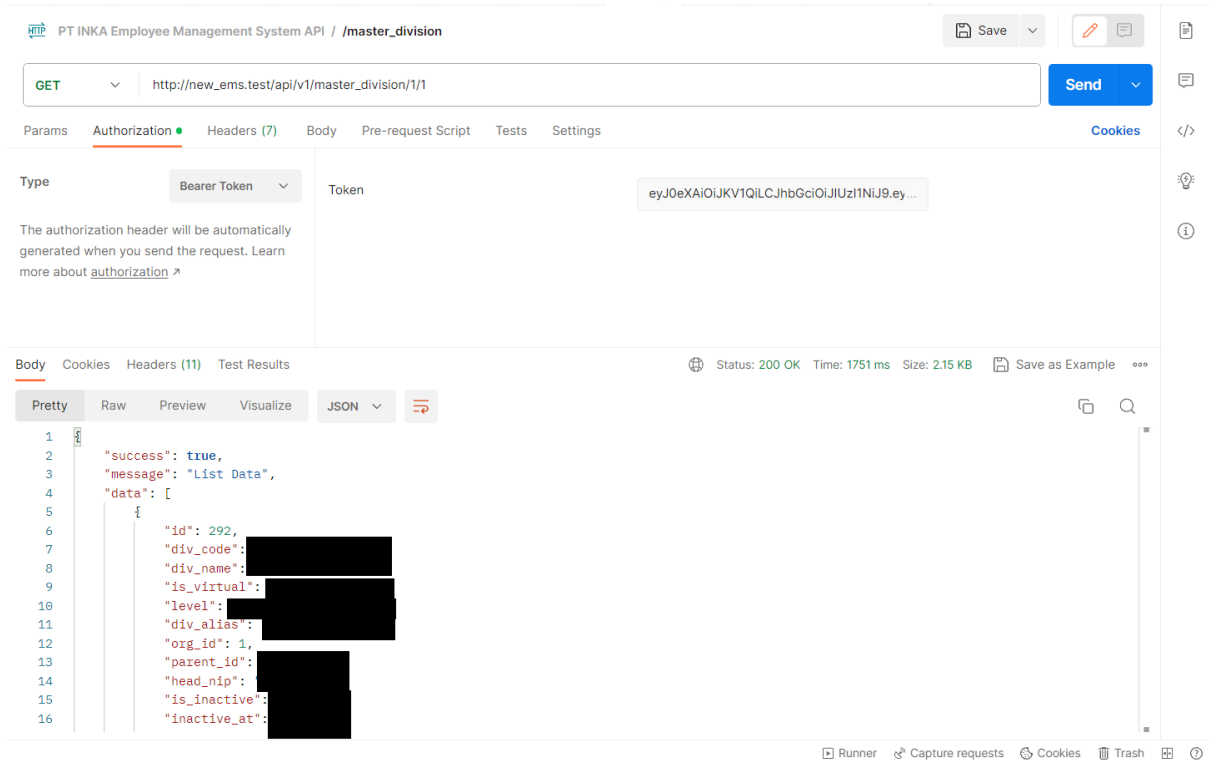 HTTP PT INKA Employee Management System API / /master_division
Save
GET http://new_ems.test/api/v1/master_division/1/1 Send
Params Authorization Headers (7) Body Pre-request Script Tests Settings Cookies
Type Bearer Token Token eyJ0eXAiOiJKV1QiLCJhbGciOiJIUzI1NiJ9.ey...
The authorization header will be automatically
generated when you send the request. Learn
more about authorization ↗
Body Cookies Headers (11) Test Results Status: 200 OK Time: 1751 ms Size: 2.15 KB Save as Example
Pretty Raw Preview Visualize JSON
1 {
2 "success": true,
3 "message": "List Data",
4 "data": [
5 {
6 "id": 292,
7 "div_code":
8 "div_name":
9 "is_virtual":
10 "level":
11 "div_alias":
12 "org_id": 1,
13 "parent_id":
14 "head_nip": "
15 "is_inactive":
16 "inactive_at":
Runner Capture requests Cookies Trash